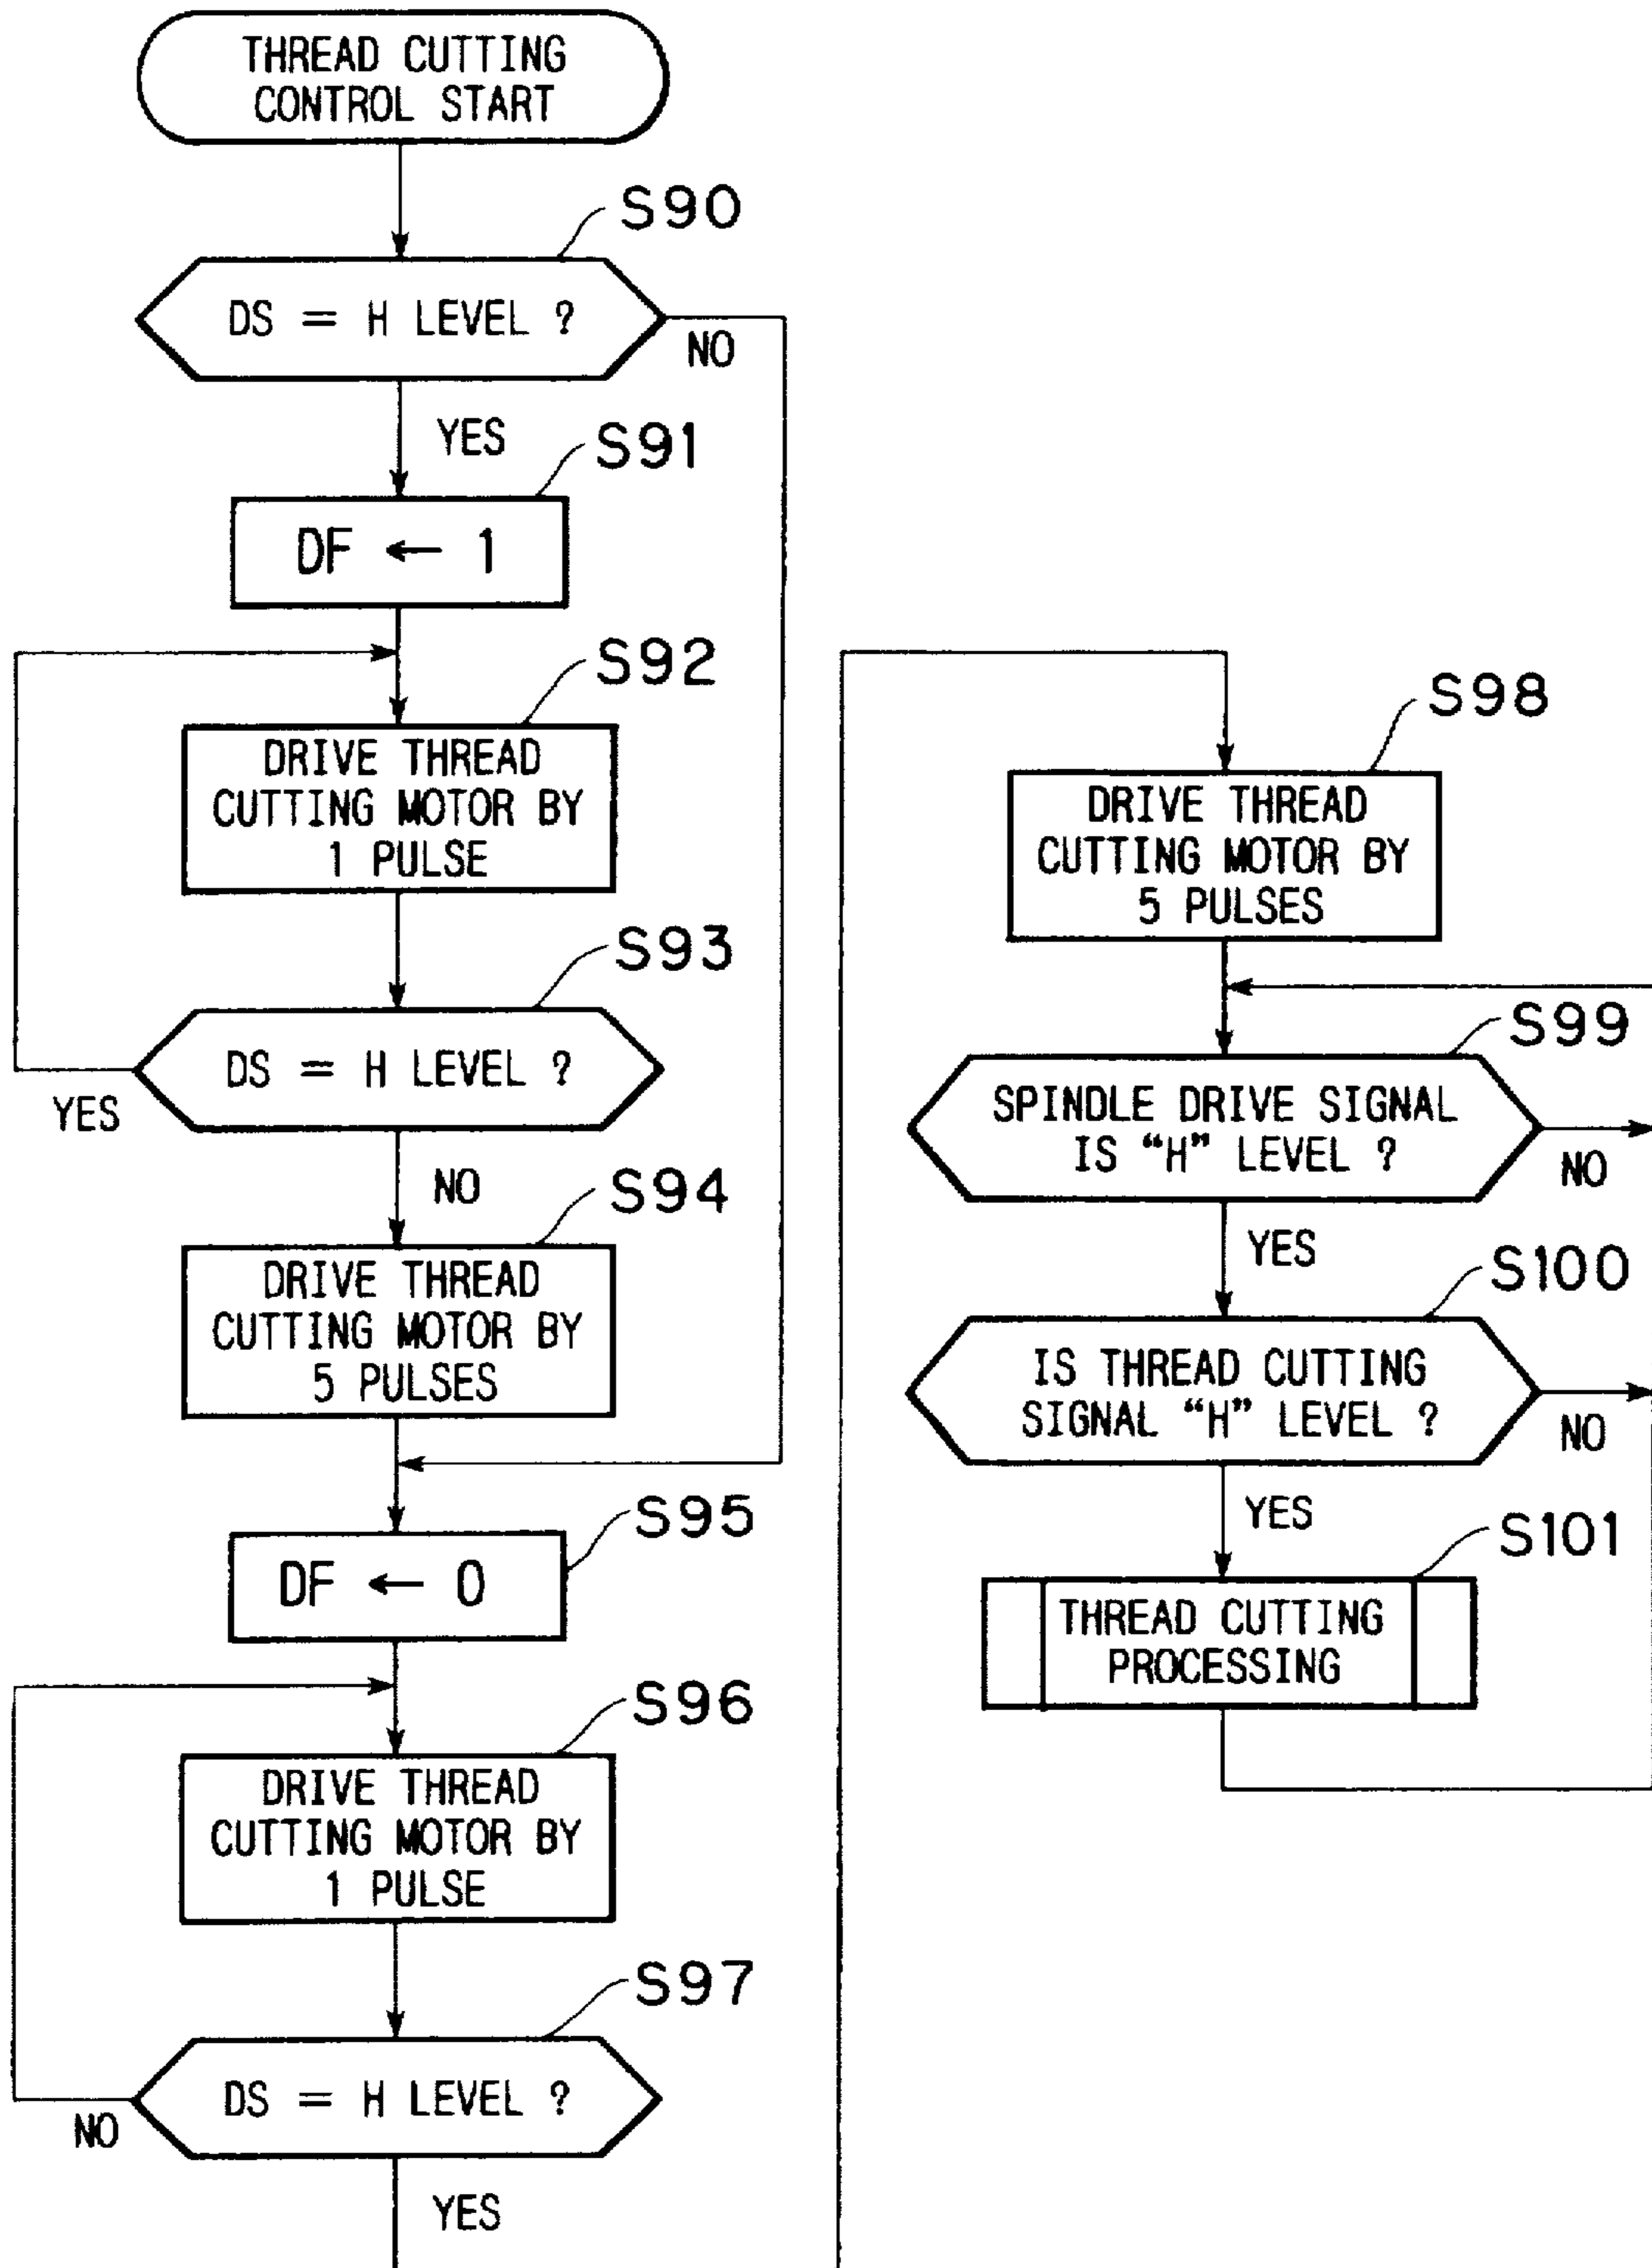 THREAD CUTTING
CONTROL START
S90
DS = H LEVEL ?
NO
YES
S91
DF ← 1
S92
DRIVE THREAD
CUTTING MOTOR BY
1 PULSE
S93
DS = H LEVEL ?
YES
NO
S94
DRIVE THREAD
CUTTING MOTOR BY
5 PULSES
S95
DF ← 0
S96
DRIVE THREAD
CUTTING MOTOR BY
1 PULSE
S97
DS = H LEVEL ?
NO
YES
S98
DRIVE THREAD
CUTTING MOTOR BY
5 PULSES
S99
SPINDLE DRIVE SIGNAL
IS “H” LEVEL ?
NO
YES
S100
IS THREAD CUTTING
SIGNAL “H” LEVEL ?
NO
YES
S101
THREAD CUTTING
PROCESSING